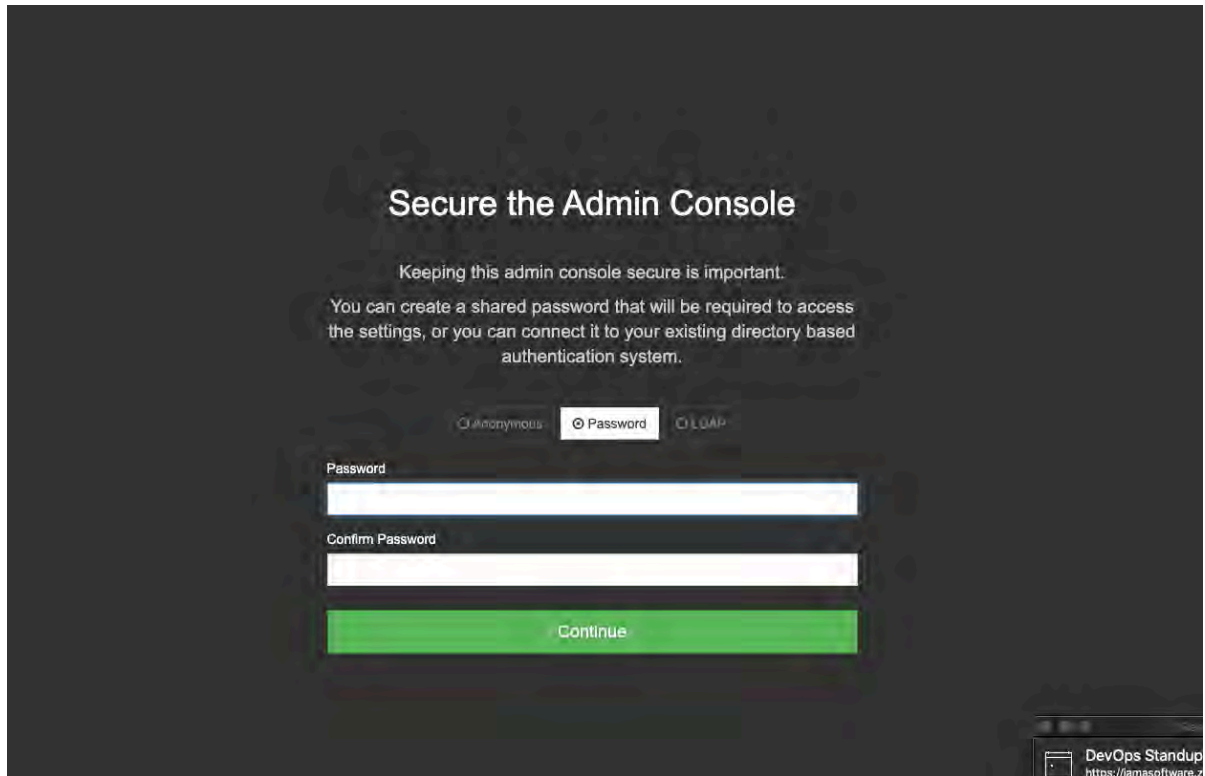 Secure the Admin Console
Keeping this admin console secure is important.
You can create a shared password that will be required to access
the settings, or you can connect it to your existing directory based
authentication system.
Anonymous Password LDAP
Password
Confirm Password
Continue
DevOps Standup
https://jamasoftware.z